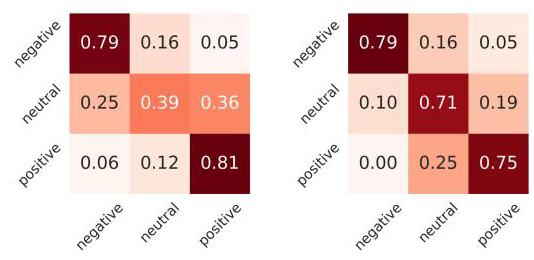 negative 0.79 0.16 0.05
neutral 0.25 0.39 0.36
positive 0.06 0.12 0.81
negative neutral positive
negative 0.79 0.16 0.05
neutral 0.10 0.71 0.19
positive 0.00 0.25 0.75
negative neutral positive